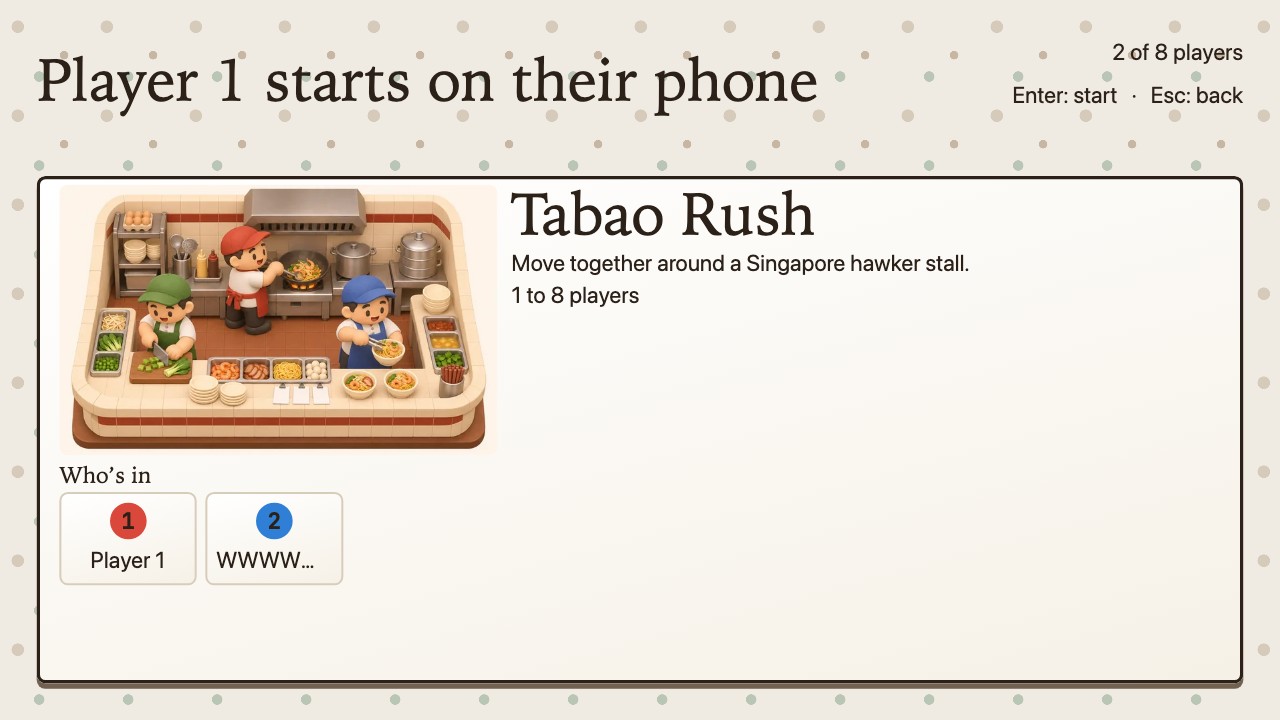 Player 1 starts on their phone
2 of 8 players
Enter: start · Esc: back
Tabao Rush
Move together around a Singapore hawker stall.
1 to 8 players
Who’s in
1
Player 1
2
WWWW…